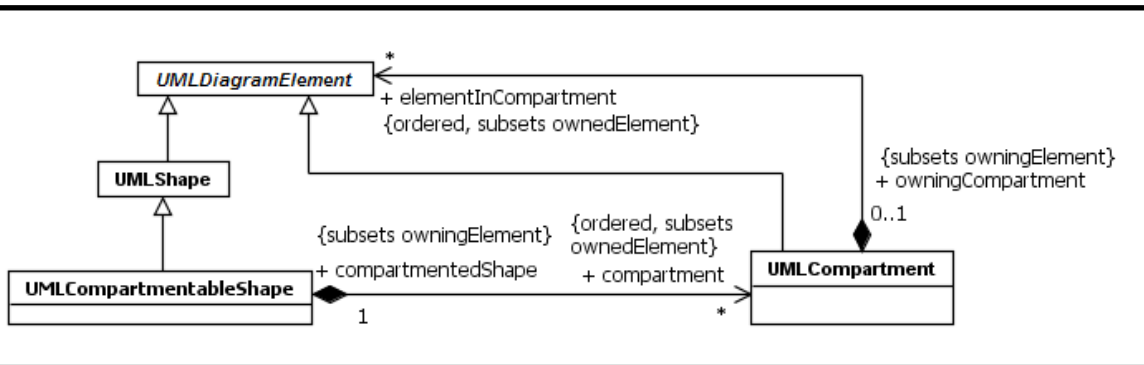 *
UMLDiagramElement
+ elementInCompartment
{ordered, subsets ownedElement}
{subsets owningElement}
+ owningCompartment
0..1
UMLShape
{subsets owningElement}
+ compartmentedShape
{ordered, subsets
ownedElement}
+ compartment
UMLCompartment
UMLCompartmentableShape
1
*